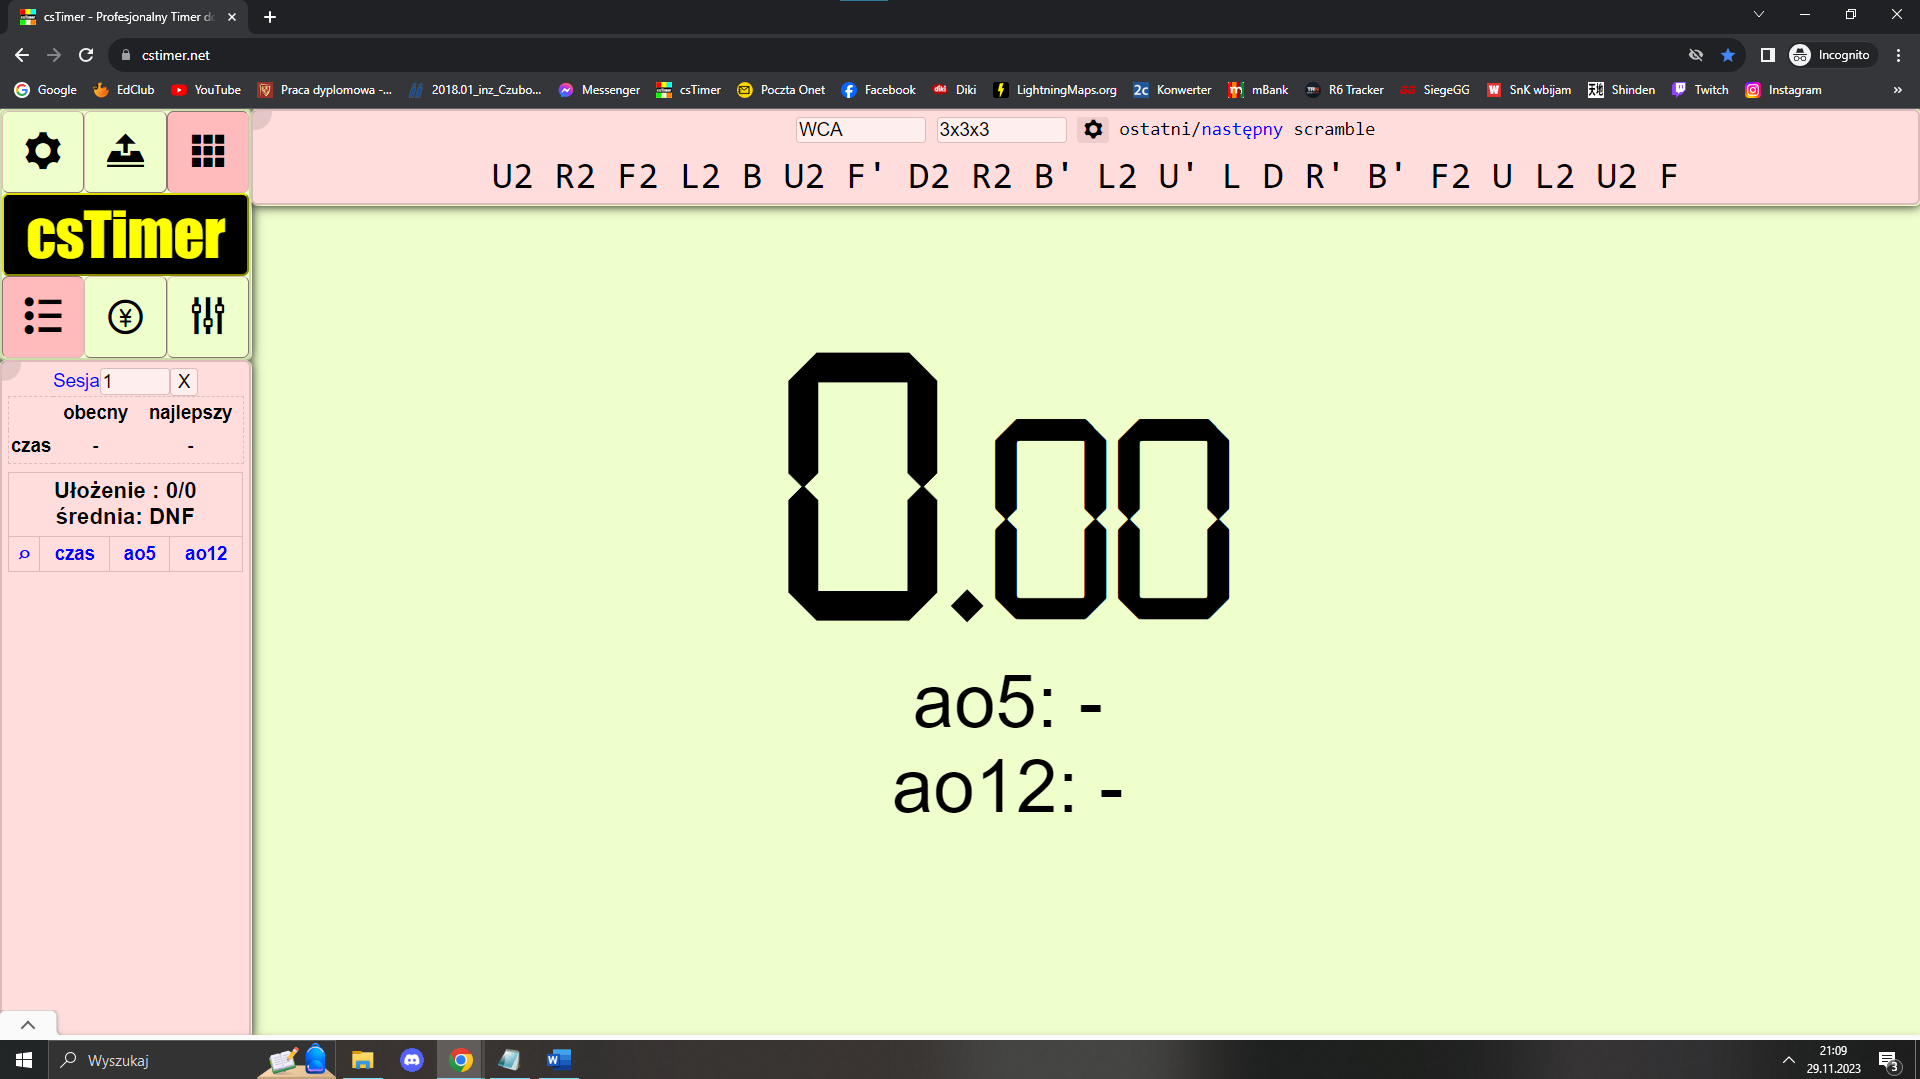 csTimer - Profesjonalny Timer do
cstimer.net
Incognito
Google EdClub YouTube Praca dyplomowa -... 2018.01_inz_Czubo... Messenger csTimer Poczta Onet Facebook Diki LightningMaps.org Konwerter mBank R6 Tracker SiegeGG SnK wbijam Shinden Twitch Instagram »
WCA 3x3x3 ostatni/następny scramble
U2 R2 F2 L2 B U2 F' D2 R2 B' L2 U' L D R' B' F2 U L2 U2 F
csTimer
Sesja 1 X
obecny najlepszy
czas - -
Ułożenie : 0/0
średnia: DNF
czas ao5 ao12
0.00
ao5: -
ao12: -
Wyszukaj
21:09
29.11.2023
3